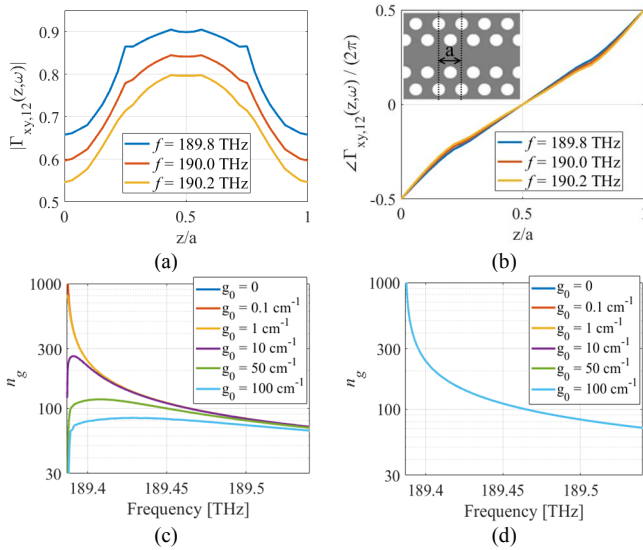 |Γxy,12(z,ω)|
0.9
0.8
0.7
0.6
0.5
f = 189.8 THz
f = 190.0 THz
f = 190.2 THz
0 0.5 1
z/a
(a)
∠Γxy,12(z,ω) / (2π)
0.5
0
-0.5
a
f = 189.8 THz
f = 190.0 THz
f = 190.2 THz
0 0.5 1
z/a
(b)
ng
1000
300
100
30
g0 = 0
g0 = 0.1 cm-1
g0 = 1 cm-1
g0 = 10 cm-1
g0 = 50 cm-1
g0 = 100 cm-1
189.4 189.45 189.5
Frequency [THz]
(c)
ng
1000
300
100
30
g0 = 0
g0 = 0.1 cm-1
g0 = 1 cm-1
g0 = 10 cm-1
g0 = 50 cm-1
g0 = 100 cm-1
189.4 189.45 189.5
Frequency [THz]
(d)